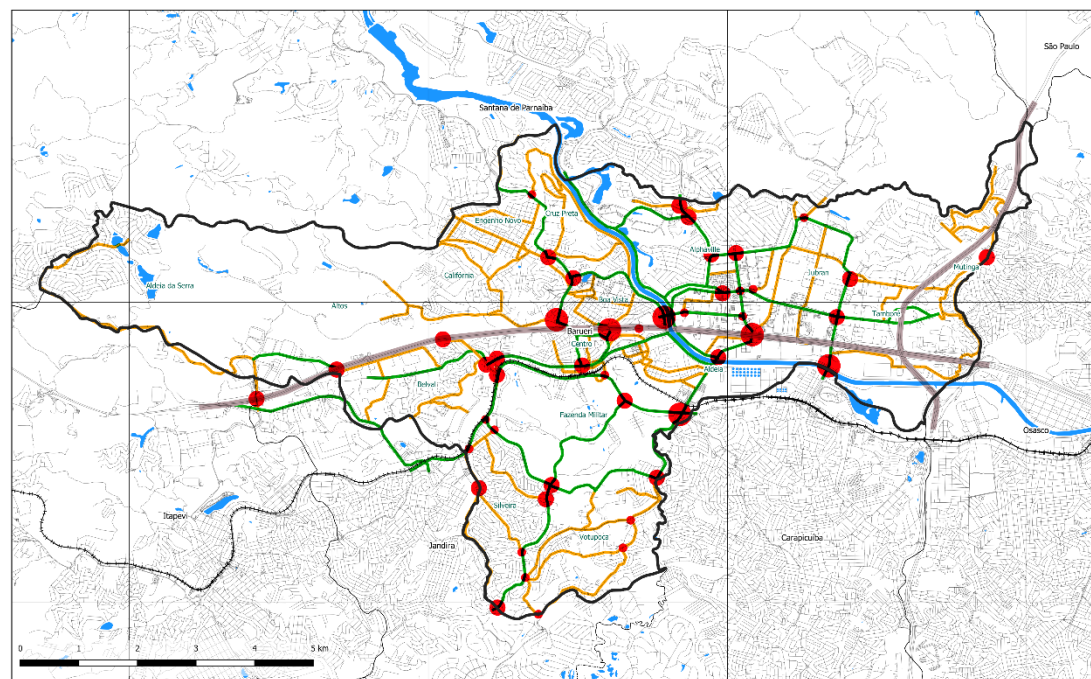 São Paulo
Santana de Parnaíba
Engenho Novo
Cruz Preta
Alphaville
Mutinga
Jubran
Califórnia
Aldeia da Serra
Altos
Boa Vista
Tamboré
Barueri
Centro
Aldeia
Belval
Fazenda Militar
Osasco
Silveira
Itapevi
Votupoca
Jandira
Carapicuíba
0 1 2 3 4 5 km